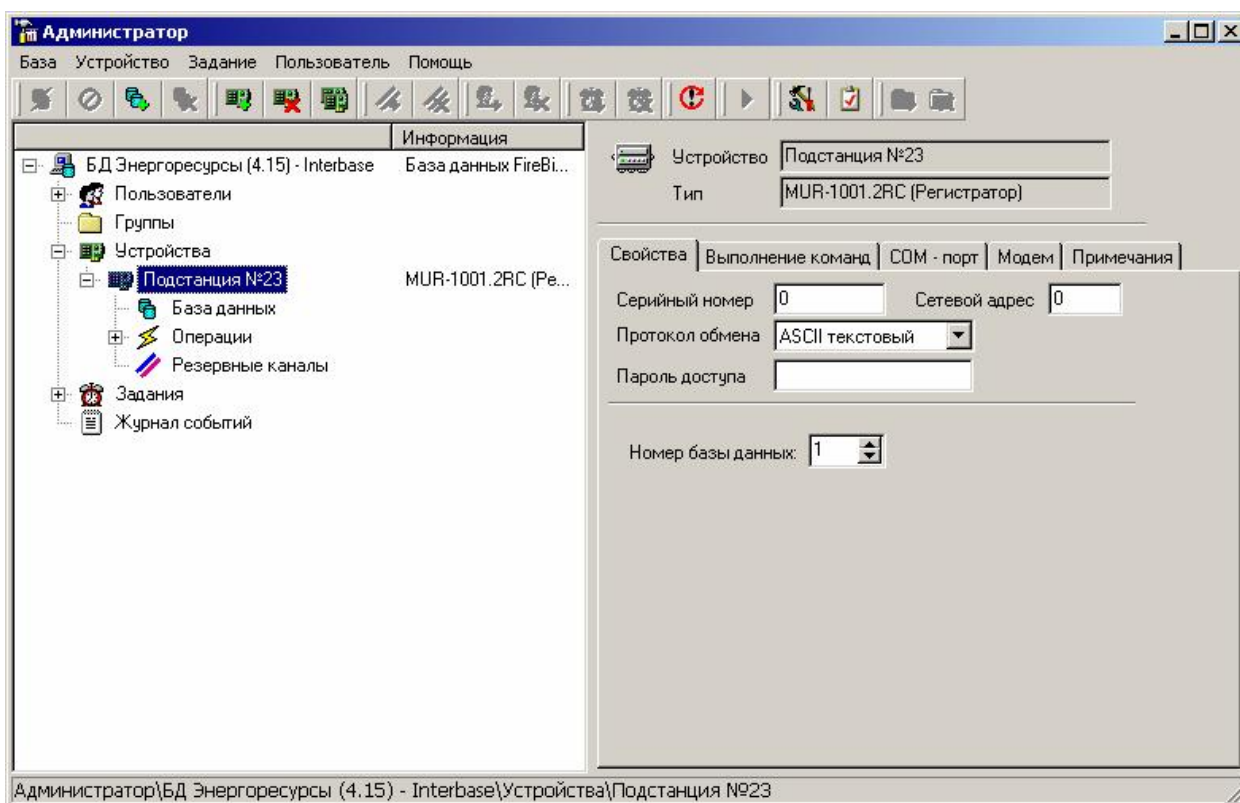 Администратор
База Устройство Задание Пользователь Помощь
Информация
БД Энергоресурсы (4.15) - Interbase База данных FireBi...
Пользователи
Группы
Устройства
Подстанция №23 MUR-1001.2RC (Ре...
База данных
Операции
Резервные каналы
Задания
Журнал событий
Устройство Подстанция №23
Тип MUR-1001.2RC (Регистратор)
Свойства Выполнение команд COM - порт Модем Примечания
Серийный номер 0 Сетевой адрес 0
Протокол обмена ASCII текстовый
Пароль доступа
Номер базы данных: 1
Администратор\БД Энергоресурсы (4.15) - Interbase\Устройства\Подстанция №23